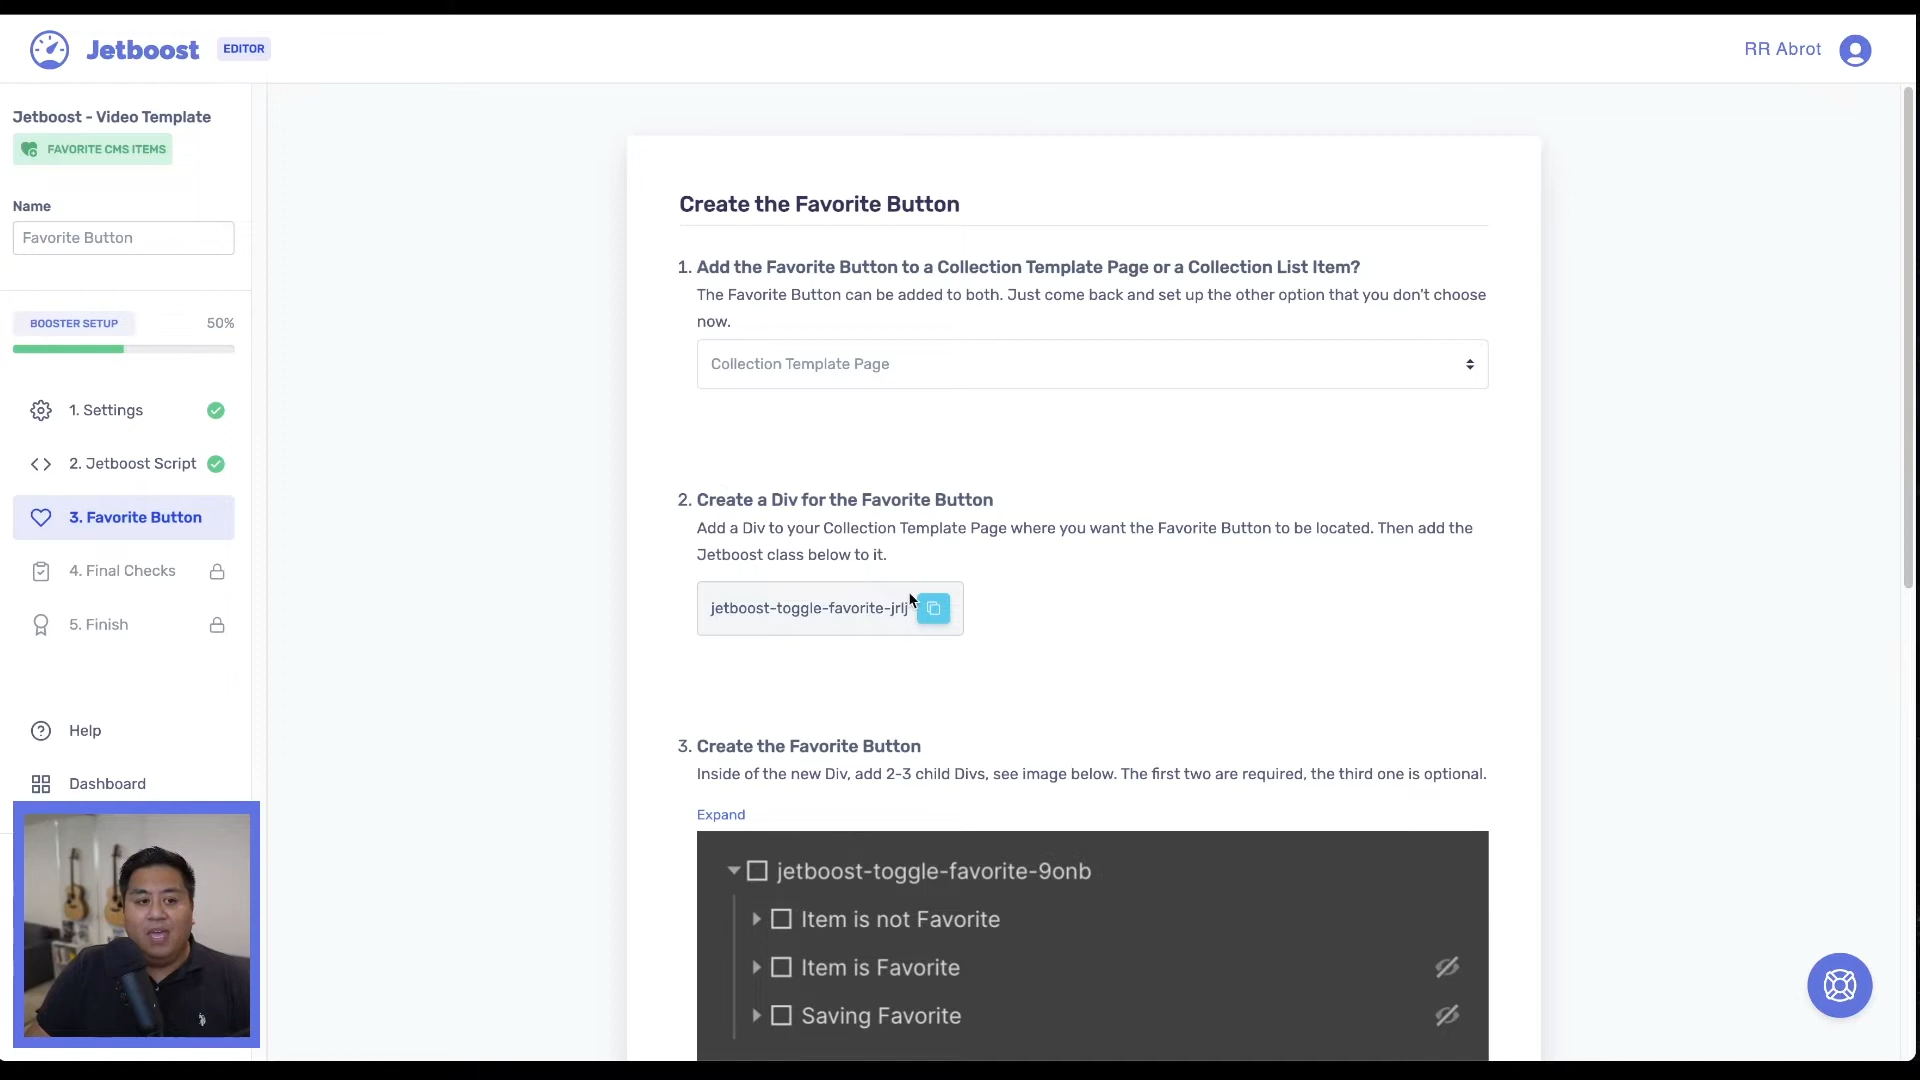 Jetboost EDITOR
RR Abrot
Jetboost - Video Template
FAVORITE CMS ITEMS
Name
Favorite Button
BOOSTER SETUP 50%
1. Settings
2. Jetboost Script
3. Favorite Button
4. Final Checks
5. Finish
Help
Dashboard
Create the Favorite Button
1. Add the Favorite Button to a Collection Template Page or a Collection List Item?
The Favorite Button can be added to both. Just come back and set up the other option that you don't choose
now.
Collection Template Page
2. Create a Div for the Favorite Button
Add a Div to your Collection Template Page where you want the Favorite Button to be located. Then add the
Jetboost class below to it.
jetboost-toggle-favorite-jrlj
3. Create the Favorite Button
Inside of the new Div, add 2-3 child Divs, see image below. The first two are required, the third one is optional.
Expand
jetboost-toggle-favorite-9onb
Item is not Favorite
Item is Favorite
Saving Favorite